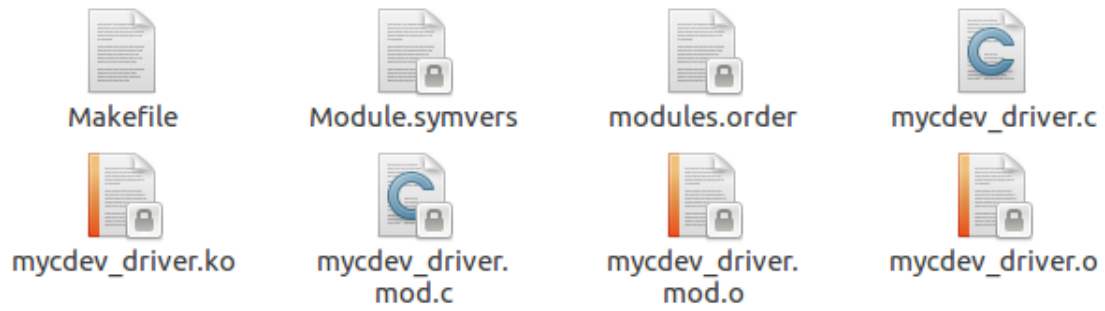 Makefile
Module.symvers
modules.order
mycdev_driver.c
mycdev_driver.ko
mycdev_driver.
mod.c
mycdev_driver.
mod.o
mycdev_driver.o